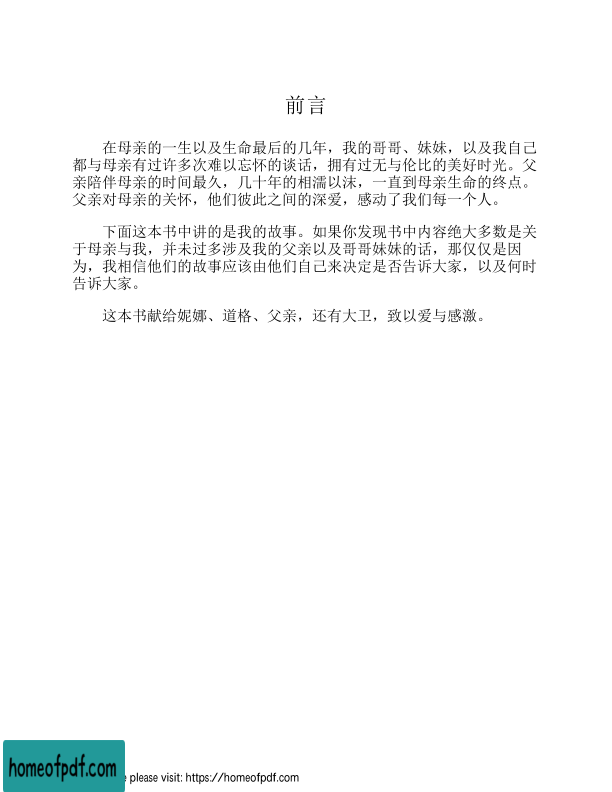 前言
在母亲的一生以及生命最后的几年，我的哥哥、妹妹，以及我自己
都与母亲有过许多次难以忘怀的谈话，拥有过无与伦比的美好时光。父
亲陪伴母亲的时间最久，几十年的相濡以沫，一直到母亲生命的终点。
父亲对母亲的关怀，他们彼此之间的深爱，感动了我们每一个人。
下面这本书中讲的是我的故事。如果你发现书中内容绝大多数是关
于母亲与我，并未过多涉及我的父亲以及哥哥妹妹的话，那仅仅是因
为，我相信他们的故事应该由他们自己来决定是否告诉大家，以及何时
告诉大家。
这本书献给妮娜、道格、父亲，还有大卫，致以爱与感激。
homeofpdf.com
please visit: https://homeofpdf.com